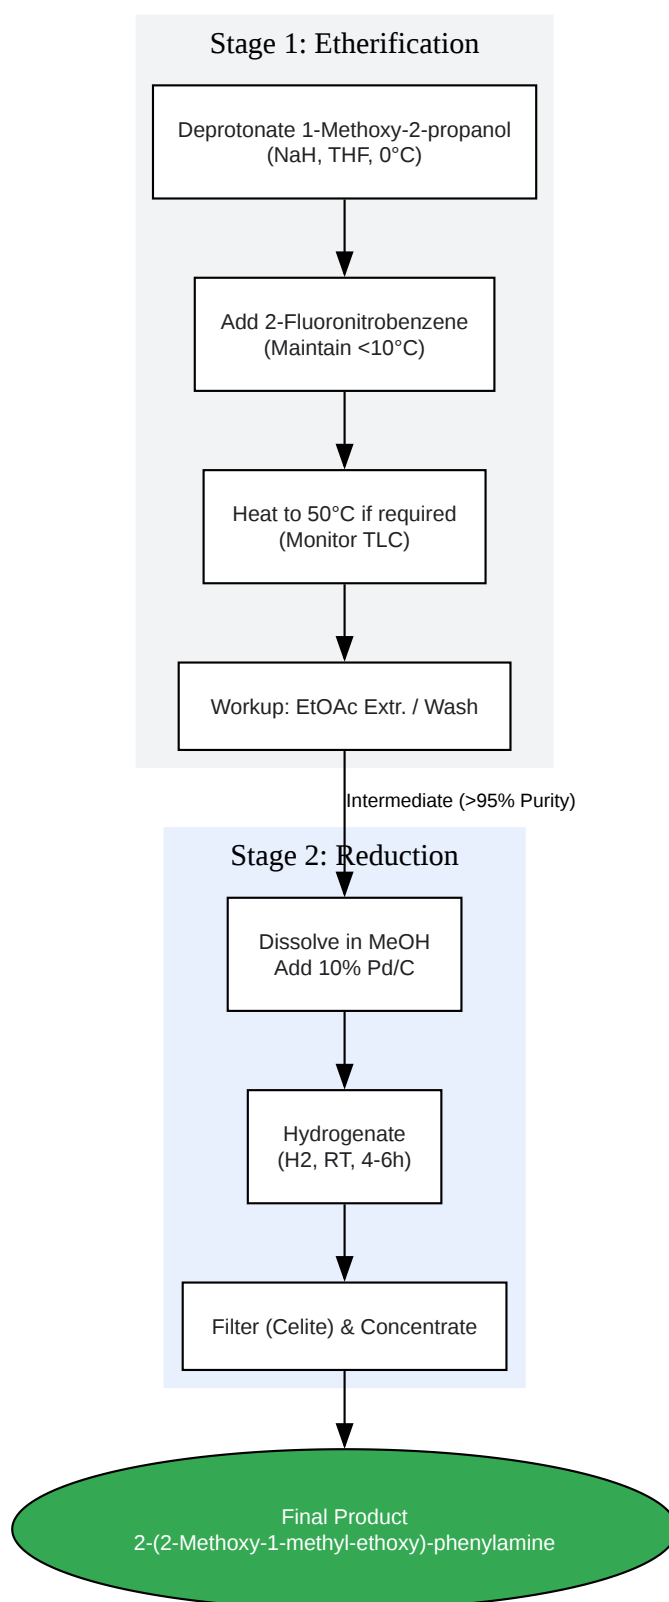 Stage 1: Etherification
Deprotonate 1-Methoxy-2-propanol
(NaH, THF, 0°C)
Add 2-Fluoronitrobenzene
(Maintain <10°C)
Heat to 50°C if required
(Monitor TLC)
Workup: EtOAc Extr. / Wash
Intermediate (>95% Purity)
Stage 2: Reduction
Dissolve in MeOH
Add 10% Pd/C
Hydrogenate
(H2, RT, 4-6h)
Filter (Celite) & Concentrate
Final Product
2-(2-Methoxy-1-methyl-ethoxy)-phenylamine